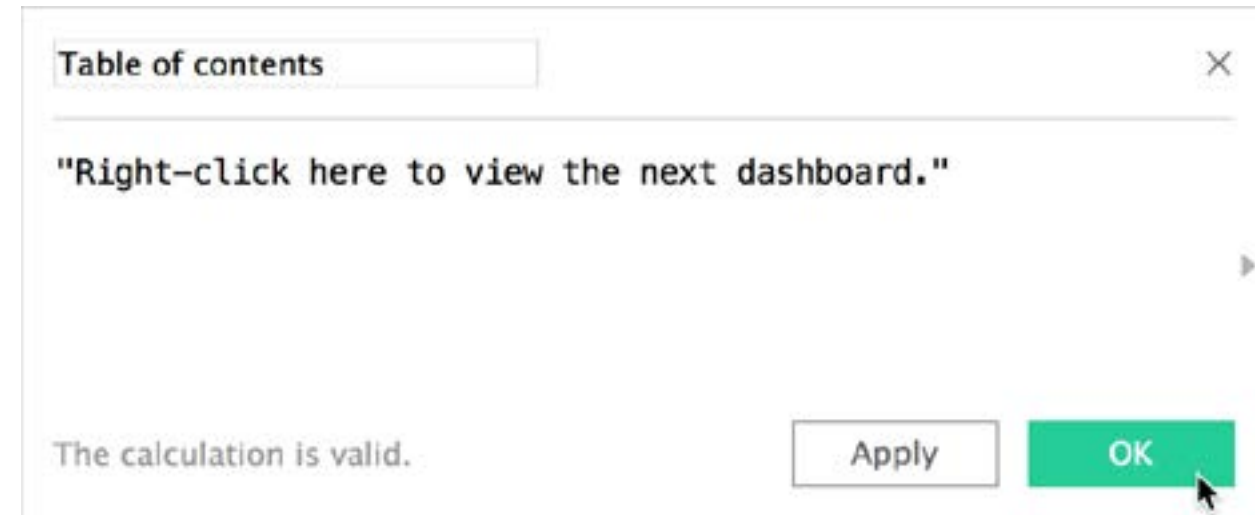 Table of contents
"Right-click here to view the next dashboard."
The calculation is valid.
Apply
OK